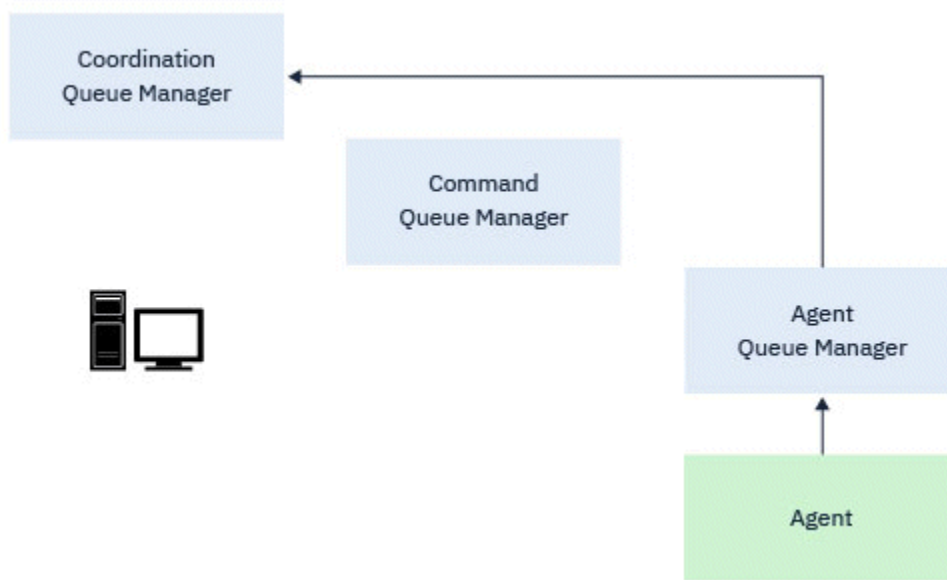 Coordination
Queue Manager
Command
Queue Manager
Agent
Queue Manager
Agent